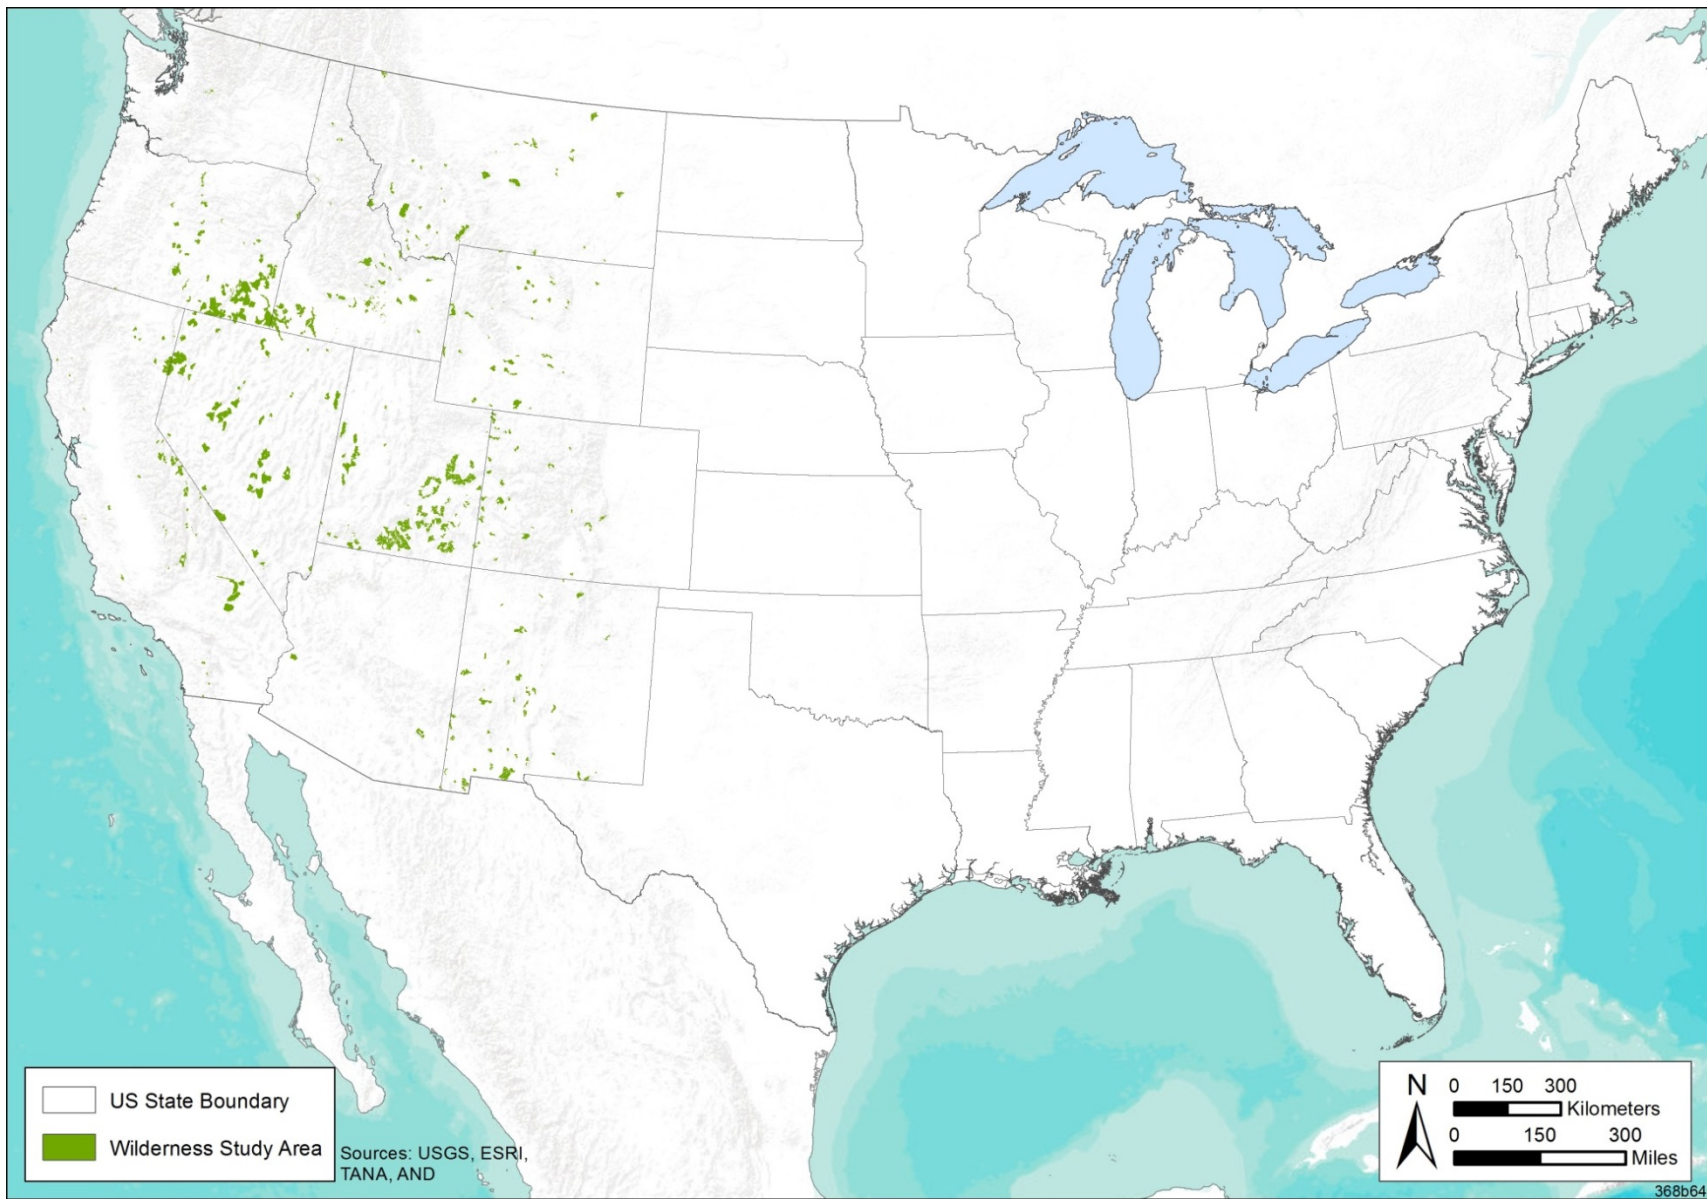 US State Boundary
Wilderness Study Area
Sources: USGS, ESRI,
TANA, AND
N
0 150 300
Kilometers
0 150 300
Miles
368b64